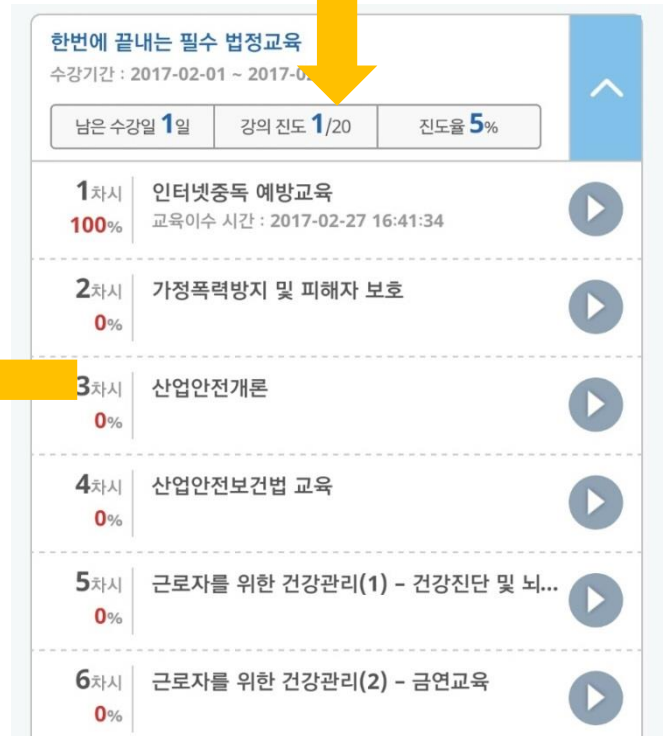 한번에 끝내는 필수 법정교육
수강기간 : 2017-02-01 ~ 2017-0
남은 수강일 1일 강의 진도 1/20 진도율 5%
1차시 인터넷중독 예방교육
100% 교육이수 시간 : 2017-02-27 16:41:34
2차시 가정폭력방지 및 피해자 보호
0%
3차시 산업안전개론
0%
4차시 산업안전보건법 교육
0%
5차시 근로자를 위한 건강관리(1) – 건강진단 및 뇌...
0%
6차시 근로자를 위한 건강관리(2) – 금연교육
0%